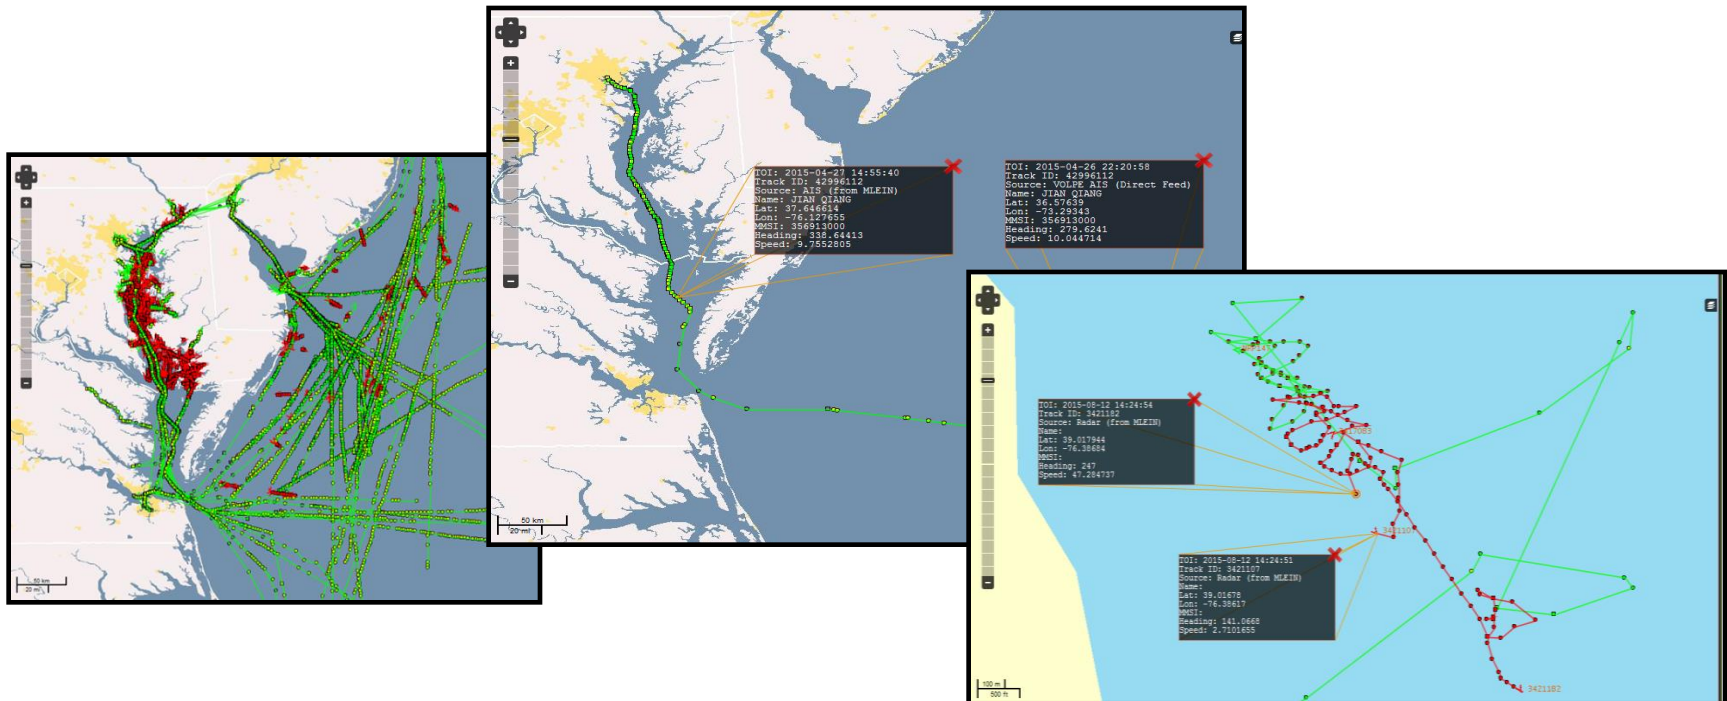 50 km
20 mi
TOI: 2015-04-27 14:55:40
Track ID: 42996112
Source: AIS (from MLEIN)
Name: JIAN QIANG
Lat: 37.646614
Lon: -76.127655
MMSI: 356913000
Heading: 338.64413
Speed: 9.7552805
TOI: 2015-04-26 22:20:58
Track ID: 42996112
Source: VOLPE AIS (Direct Feed)
Name: JIAN QIANG
Lat: 36.57639
Lon: -73.29343
MMSI: 356913000
Heading: 279.6241
Speed: 10.044714
50 km
20 mi
TOI: 2015-08-12 14:24:54
Track ID: 3421182
Source: Radar (from MLEIN)
Name:
Lat: 39.017944
Lon: -76.38684
MMSI:
Heading: 247
Speed: 47.284737
TOI: 2015-08-12 14:24:51
Track ID: 3421107
Source: Radar (from MLEIN)
Name:
Lat: 39.01678
Lon: -76.38617
MMSI:
Heading: 141.0668
Speed: 2.7101655
3421107
3421182
100 m
500 ft